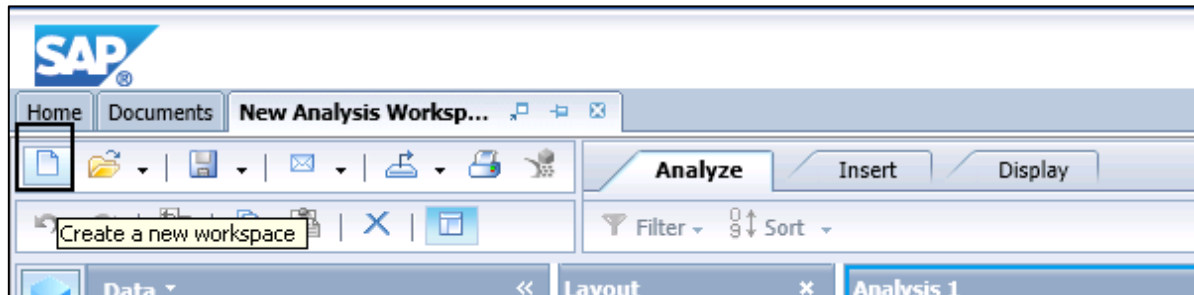 SAP®
Home Documents New Analysis Worksp...
Analyze Insert Display
Create a new workspace
Filter Sort
Data Layout Analysis 1